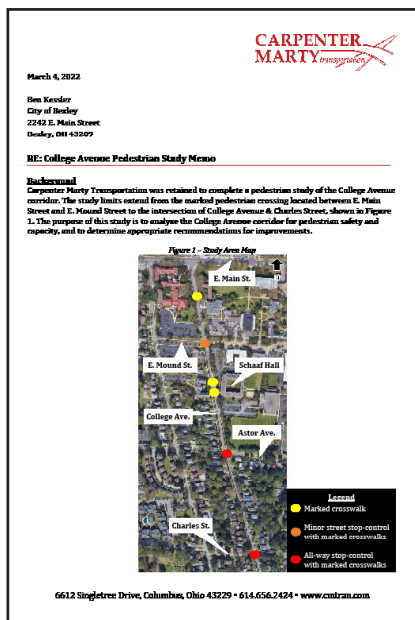 CARPENTER
MARTY transportation
March 4, 2022
Ben Kessler
City of Bexley
2242 E. Main Street
Bexley, OH 43209
RE: College Avenue Pedestrian Study Memo
Background
Carpenter Marty Transportation was retained to complete a pedestrian study of the College Avenue
corridor. The study limits extend from the marked pedestrian crossing located between E. Main
Street and E. Mound Street to the intersection of College Avenue & Charles Street, shown in Figure
1. The purpose of this study is to analyze the College Avenue corridor for pedestrian safety and
capacity, and to determine appropriate recommendations for improvements.
Figure 1 – Study Area Map
E. Main St.
E. Mound St.
Schaaf Hall
College Ave.
Astor Ave.
Charles St.
Legend
Marked crosswalk
Minor street stop-control
with marked crosswalks
All-way stop-control
with marked crosswalks
6612 Singletree Drive, Columbus, Ohio 43229 • 614.656.2424 • www.cmtran.com